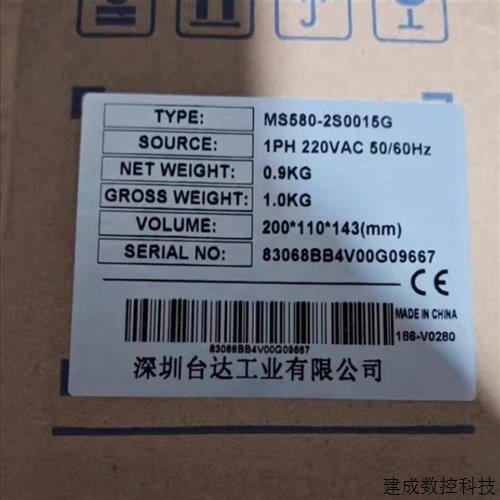 TYPE: MS580-2S0015G
SOURCE: 1PH 220VAC 50/60Hz
NET WEIGHT: 0.9KG
GROSS WEIGHT: 1.0KG
VOLUME: 200*110*143(mm)
SERIAL NO: 83068BB4V00G09667
CE
MADE IN CHINA
83068BB4V00G09667
186-V0280
深圳台达工业有限公司
建成数控科技